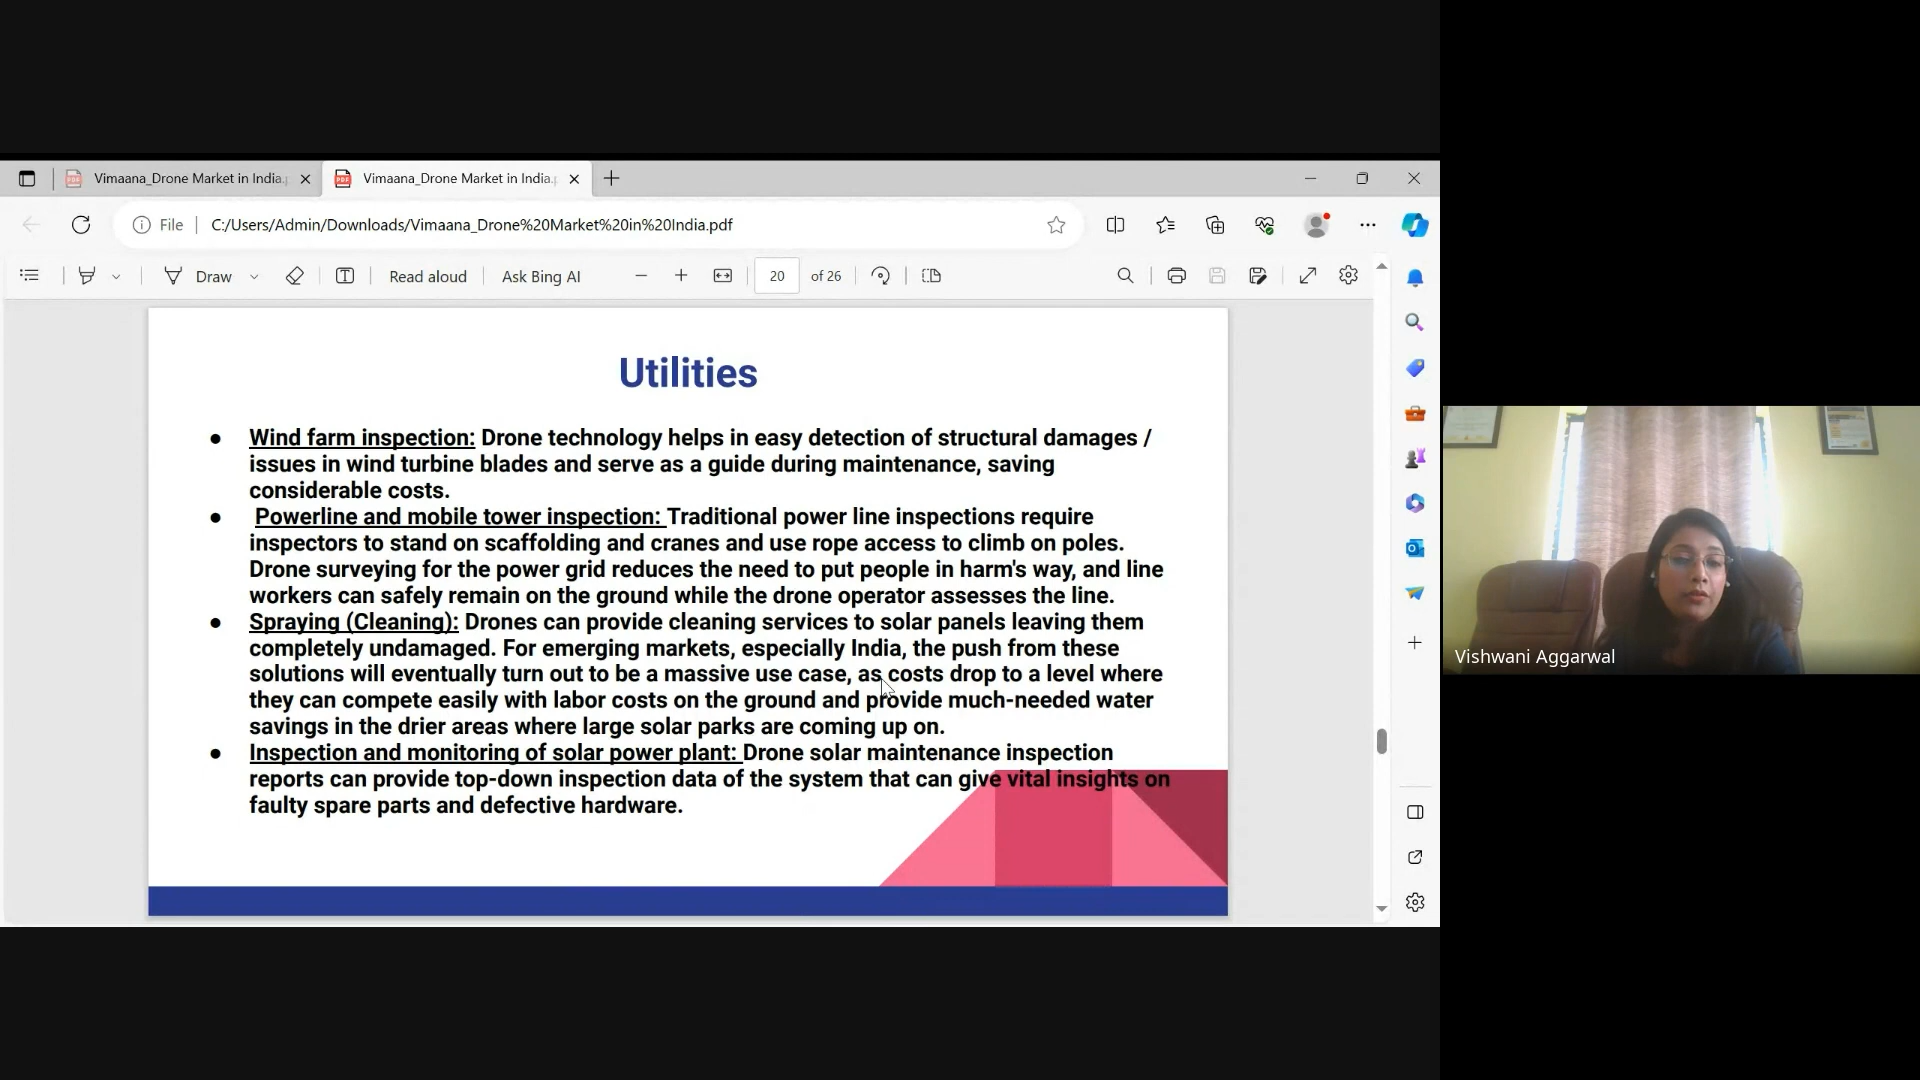 Vimaana_Drone Market in India.p
Vimaana_Drone Market in India.
File
C:/Users/Admin/Downloads/Vimaana_Drone%20Market%20in%20India.pdf
Draw
Read aloud
Ask Bing AI
20
of 26
Utilities
● Wind farm inspection: Drone technology helps in easy detection of structural damages /
issues in wind turbine blades and serve as a guide during maintenance, saving
considerable costs.
● Powerline and mobile tower inspection: Traditional power line inspections require
inspectors to stand on scaffolding and cranes and use rope access to climb on poles.
Drone surveying for the power grid reduces the need to put people in harm's way, and line
workers can safely remain on the ground while the drone operator assesses the line.
● Spraying (Cleaning): Drones can provide cleaning services to solar panels leaving them
completely undamaged. For emerging markets, especially India, the push from these
solutions will eventually turn out to be a massive use case, as costs drop to a level where
they can compete easily with labor costs on the ground and provide much-needed water
savings in the drier areas where large solar parks are coming up on.
● Inspection and monitoring of solar power plant: Drone solar maintenance inspection
reports can provide top-down inspection data of the system that can give vital insights on
faulty spare parts and defective hardware.
Vishwani Aggarwal